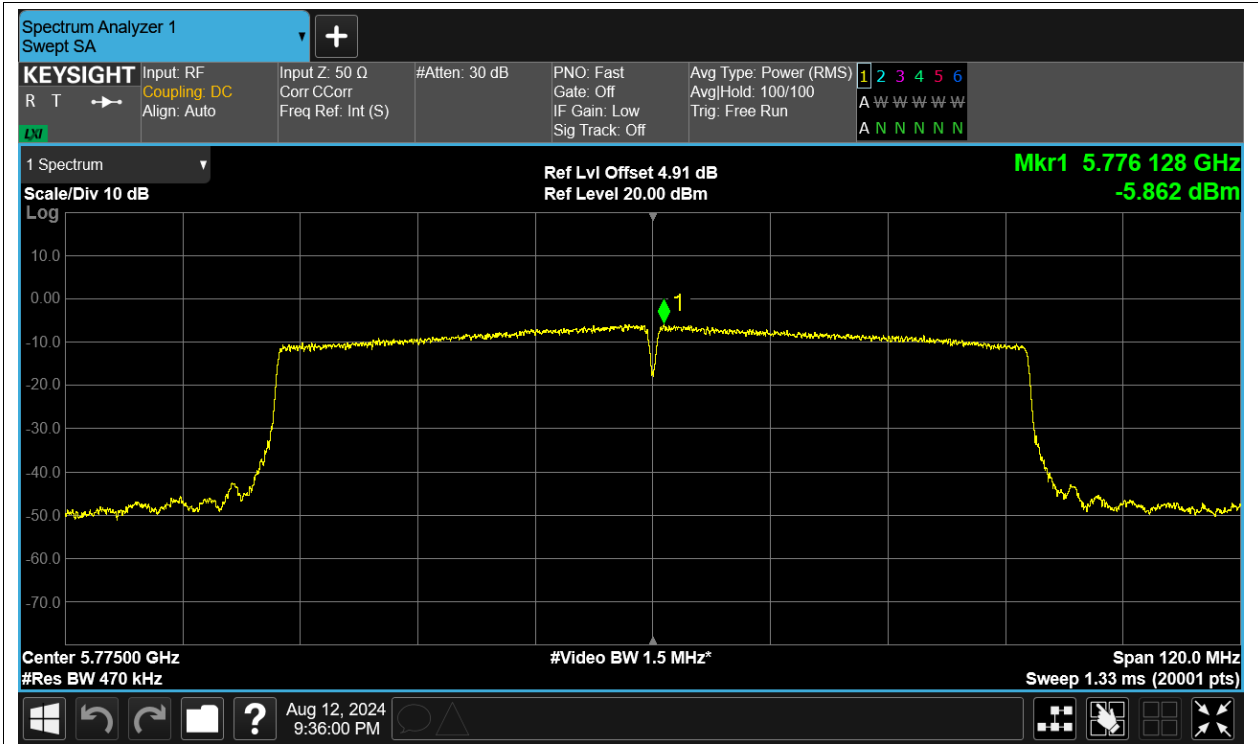 Spectrum Analyzer 1
Swept SA
KEYSIGHT
R T
LXI
Input: RF
Coupling: DC
Align: Auto
Input Z: 50 Ω
Corr CCorr
Freq Ref: Int (S)
#Atten: 30 dB
PNO: Fast
Gate: Off
IF Gain: Low
Sig Track: Off
Avg Type: Power (RMS)
Avg|Hold: 100/100
Trig: Free Run
1 2 3 4 5 6
A W W W W W
A N N N N N
1 Spectrum
Scale/Div 10 dB
Log
Ref Lvl Offset 4.91 dB
Ref Level 20.00 dBm
Mkr1 5.776 128 GHz
-5.862 dBm
10.0
0.00
1
-10.0
-20.0
-30.0
-40.0
-50.0
-60.0
-70.0
Center 5.77500 GHz
#Res BW 470 kHz
#Video BW 1.5 MHz*
Span 120.0 MHz
Sweep 1.33 ms (20001 pts)
?
Aug 12, 2024
9:36:00 PM